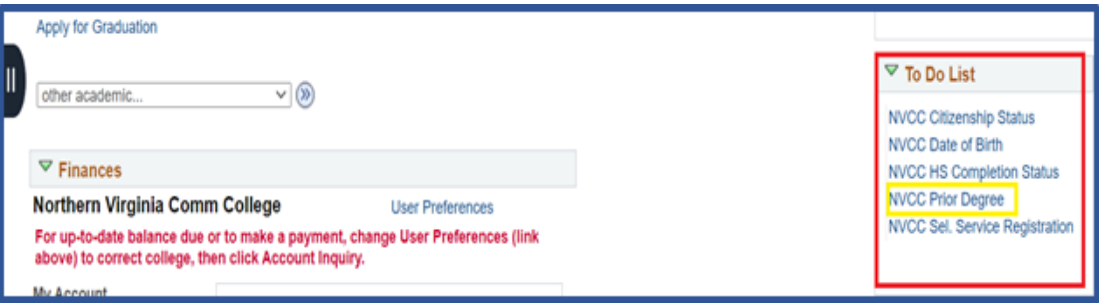 Apply for Graduation
other academic...
Finances
Northern Virginia Comm College
User Preferences
For up-to-date balance due or to make a payment, change User Preferences (link
above) to correct college, then click Account Inquiry.
My Account
To Do List
NVCC Citizenship Status
NVCC Date of Birth
NVCC HS Completion Status
NVCC Prior Degree
NVCC Sel. Service Registration